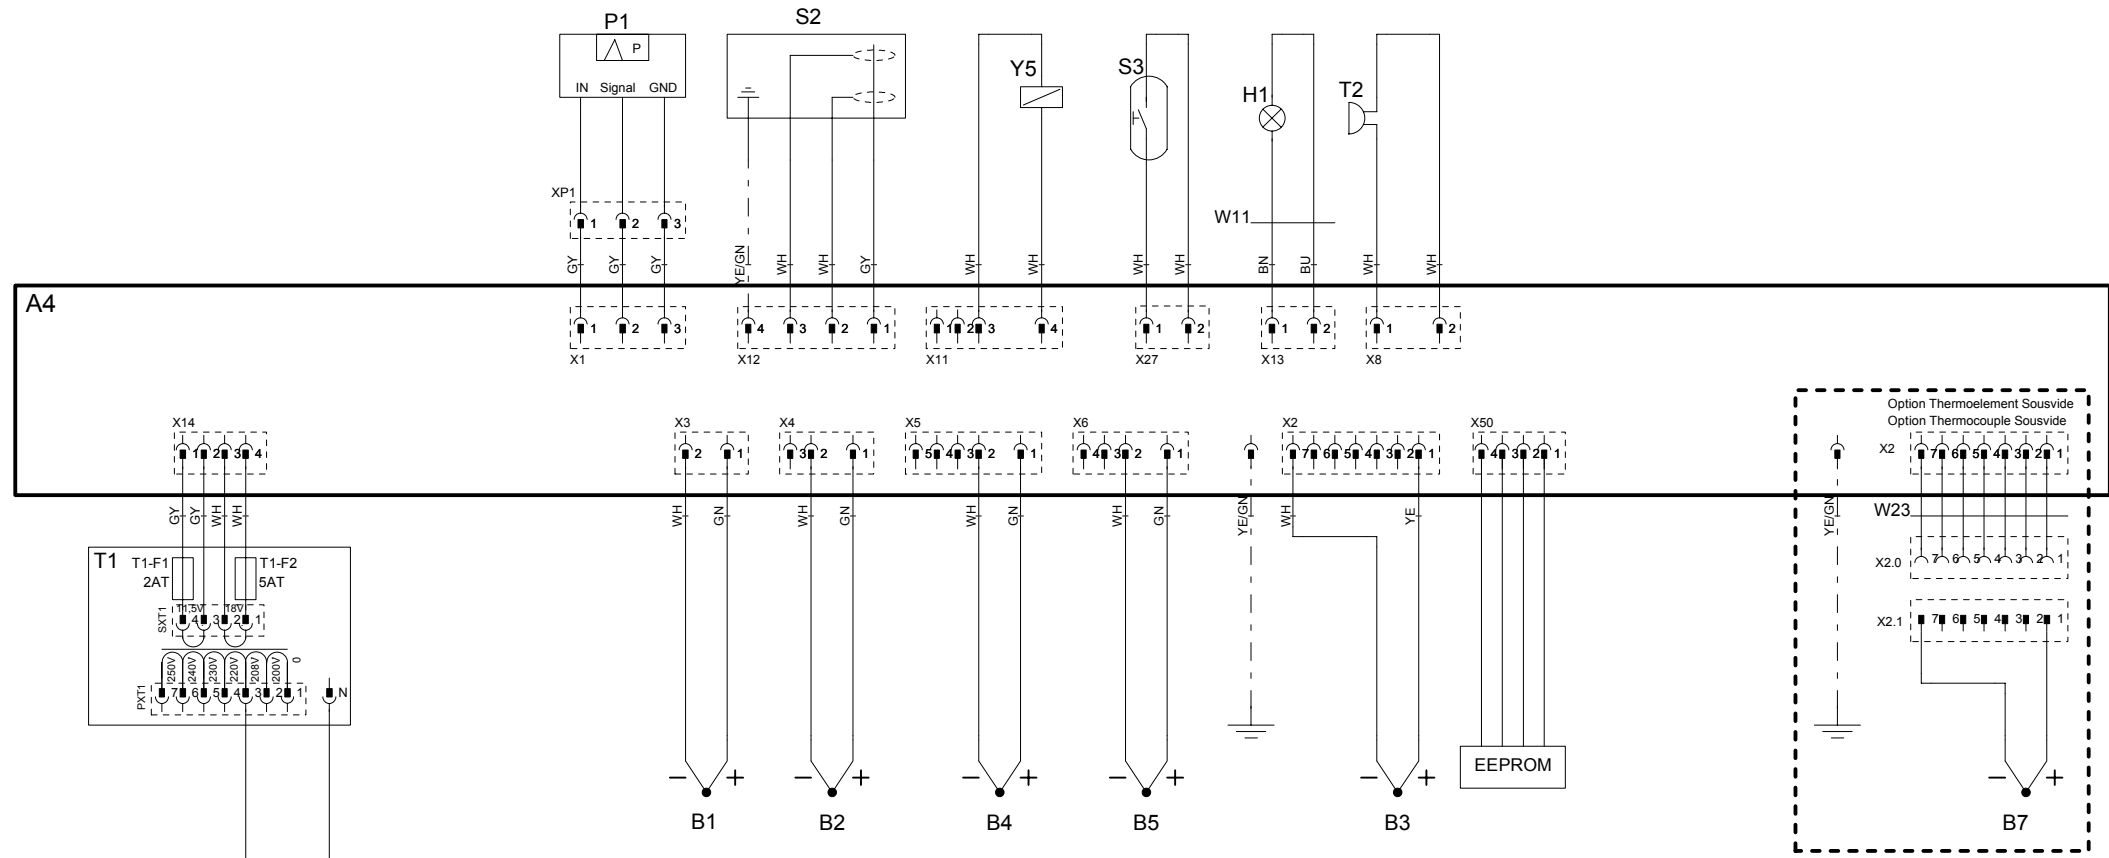 P1
S2
P
IN Signal GND
Y5
S3
H1
T2
XP1
1 2 3
W11
GY GY GY YE/GN WH WH GY WH WH WH WH BN BU WH WH
A4
1 2 3 4 3 2 1 1 2 3 4 1 2 1 2 1 2
X1 X12 X11 X27 X13 X8
Option Thermoelement Sousvide
Option Thermocouple Sousvide
X14 X3 X4 X5 X6 X2 X50 X2
1 2 3 4 2 1 3 2 1 5 4 3 2 1 4 3 2 1 7 6 5 4 3 2 1 4 3 2 1 7 6 5 4 3 2 1
GY GY WH WH WH GN WH GN WH GN WH GN YE/GN WH YE YE/GN
W23
T1
T1-F1 T1-F2
2AT 5AT
X2.0 7 6 5 4 3 2 1
11,5V 18V
SXT1 4 3 2 1
X2.1 7 6 5 4 3 2 1
250V 240V 230V 220V 208V 200V 0
PXT1 7 6 5 4 3 2 1 N
EEPROM
− + − + − + − + − + − +
B1 B2 B4 B5 B3 B7